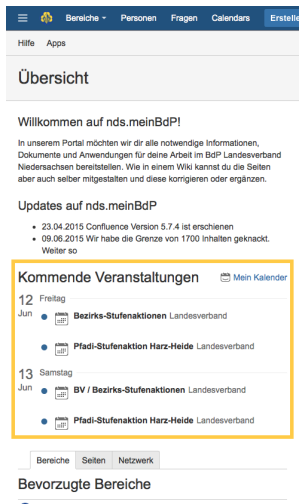 Bereiche Personen Fragen Calendars Erstelle
Hilfe Apps
Übersicht
Willkommen auf nds.meinBdP!
In unserem Portal möchten wir dir alle notwendige Informationen,
Dokumente und Anwendungen für deine Arbeit im BdP Landesverband
Niedersachsen bereitstellen. Wie in einem Wiki kannst du die Seiten
aber auch selber mitgestalten und diese korrigieren oder ergänzen.
Updates auf nds.meinBdP
• 23.04.2015 Confluence Version 5.7.4 ist erschienen
• 09.06.2015 Wir habe die Grenze von 1700 Inhalten geknackt.
Weiter so
Kommende Veranstaltungen Mein Kalender
12 Freitag
Jun Bezirks-Stufenaktionen Landesverband
Pfadi-Stufenaktion Harz-Heide Landesverband
13 Samstag
Jun BV / Bezirks-Stufenaktionen Landesverband
Pfadi-Stufenaktion Harz-Heide Landesverband
Bereiche Seiten Netzwerk
Bevorzugte Bereiche